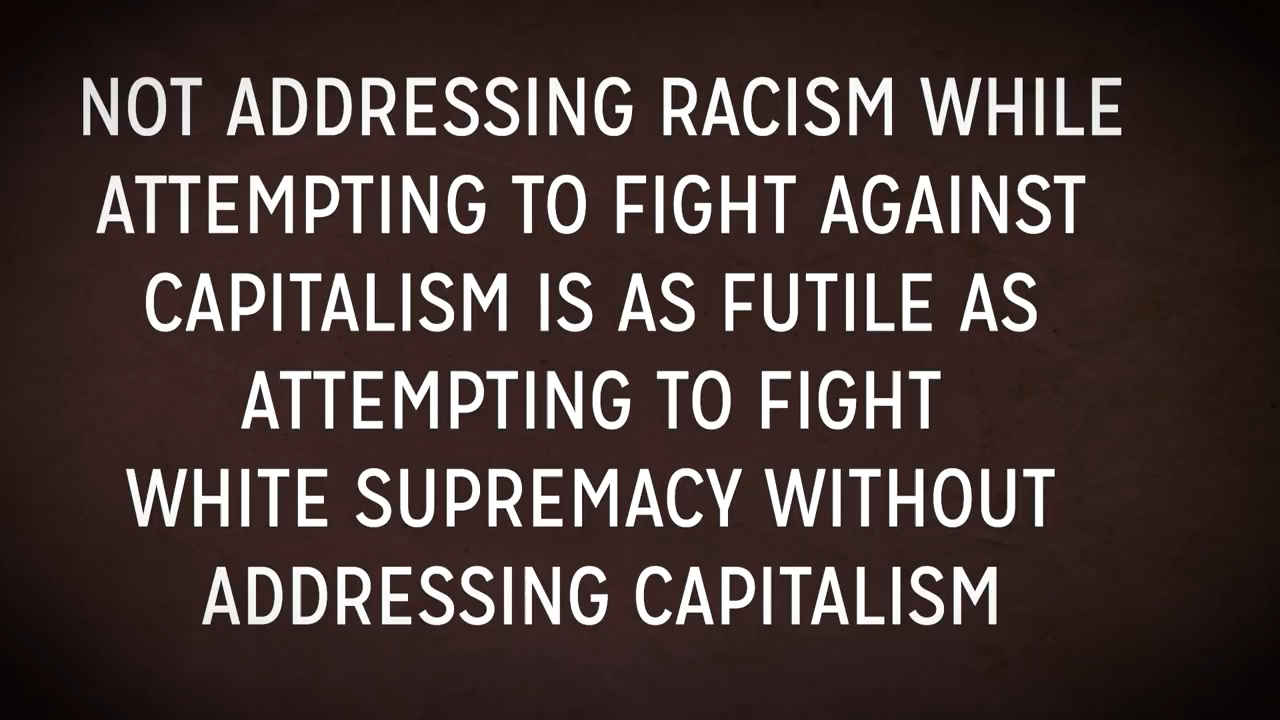 NOT ADDRESSING RACISM WHILE
ATTEMPTING TO FIGHT AGAINST
CAPITALISM IS AS FUTILE AS
ATTEMPTING TO FIGHT
WHITE SUPREMACY WITHOUT
ADDRESSING CAPITALISM